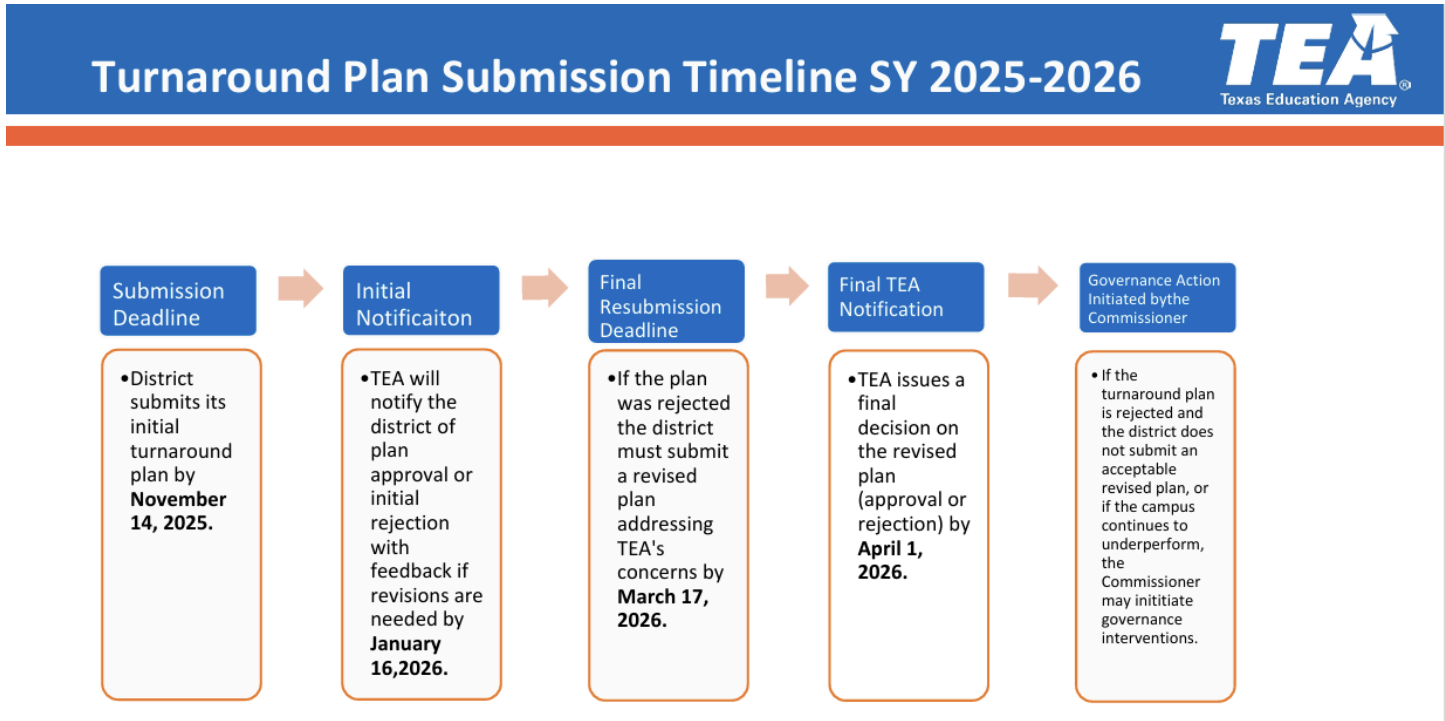 Turnaround Plan Submission Timeline SY 2025-2026
TEA®
Texas Education Agency
Submission
Deadline
•District
submits its
initial
turnaround
plan by
November
14, 2025.
Initial
Notificaiton
•TEA will
notify the
district of
plan
approval or
initial
rejection
with
feedback if
revisions are
needed by
January
16,2026.
Final
Resubmission
Deadline
•If the plan
was rejected
the district
must submit
a revised
plan
addressing
TEA's
concerns by
March 17,
2026.
Final TEA
Notification
•TEA issues a
final
decision on
the revised
plan
(approval or
rejection) by
April 1,
2026.
Governance Action
Initiated bythe
Commissioner
• If the
turnaround plan
is rejected and
the district does
not submit an
acceptable
revised plan, or
if the campus
continues to
underperform,
the
Commissioner
may inititiate
governance
interventions.